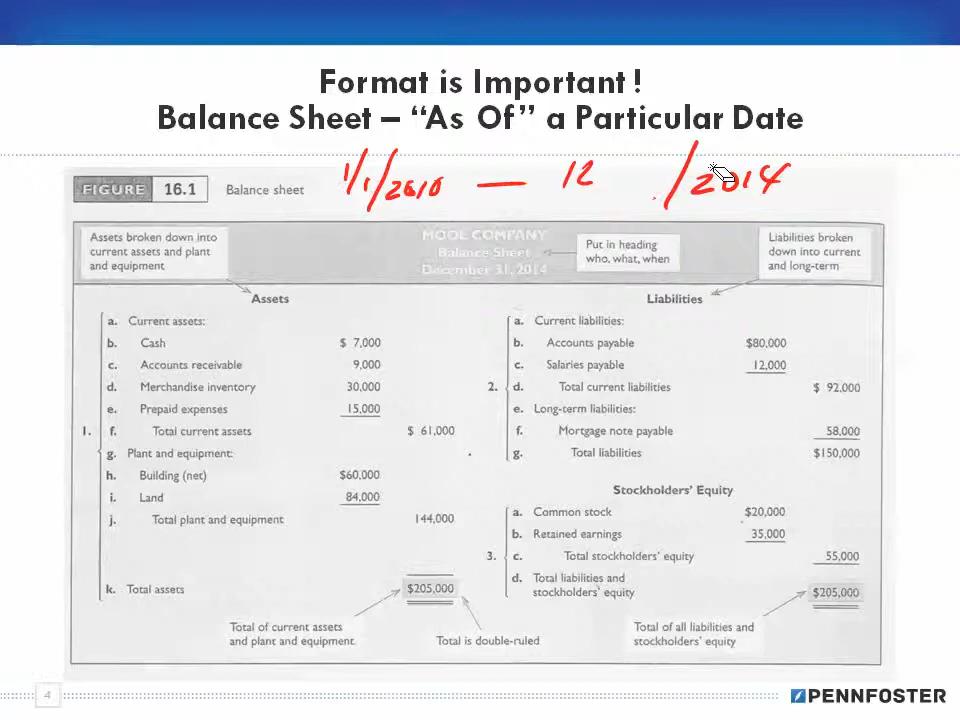 Format is Important !
Balance Sheet – “As Of” a Particular Date
FIGURE 16.1 Balance sheet
1/1/2010 — 12 /2014
Assets broken down into
current assets and plant
and equipment
MOOL COMPANY
Balance Sheet
December 31, 2014
Put in heading
who, what, when
Liabilities broken
down into current
and long-term
Assets
1.
a. Current assets:
b. Cash $ 7,000
c. Accounts receivable 9,000
d. Merchandise inventory 30,000
e. Prepaid expenses 15,000
f. Total current assets $ 61,000
g. Plant and equipment:
h. Building (net) $60,000
i. Land 84,000
j. Total plant and equipment 144,000
k. Total assets $205,000
Total of current assets
and plant and equipment.
Total is double-ruled
Liabilities
2.
a. Current liabilities:
b. Accounts payable $80,000
c. Salaries payable 12,000
d. Total current liabilities $ 92,000
e. Long-term liabilities:
f. Mortgage note payable 58,000
g. Total liabilities $150,000
Stockholders’ Equity
3.
a. Common stock $20,000
b. Retained earnings 35,000
c. Total stockholders’ equity 55,000
d. Total liabilities and
stockholders’ equity $205,000
Total of all liabilities and
stockholders’ equity
4
PENNFOSTER